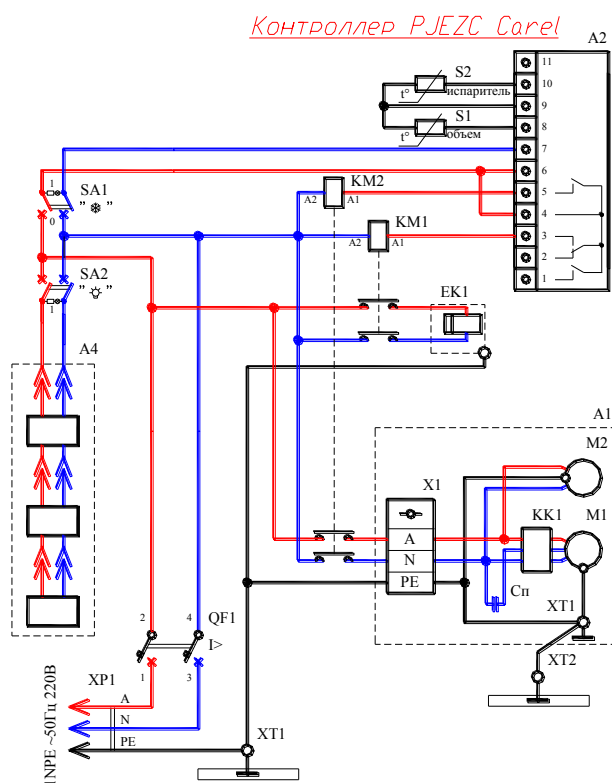 Контроллер PJEZC Carel
A2
11
S2
t°
испаритель
10
9
S1
t°
объем
8
7
6
1
SA1
" ❄ "
0
KM2
A2
A1
5
4
KM1
A2
A1
3
2
1
SA2
" "
1
EK1
A4
A1
M2
X1
A
N
PE
KK1
M1
Сп
XT1
XT2
2
4
QF1
I>
1
3
XP1
A
N
PE
1NPE ~50Гц 220В
XT1